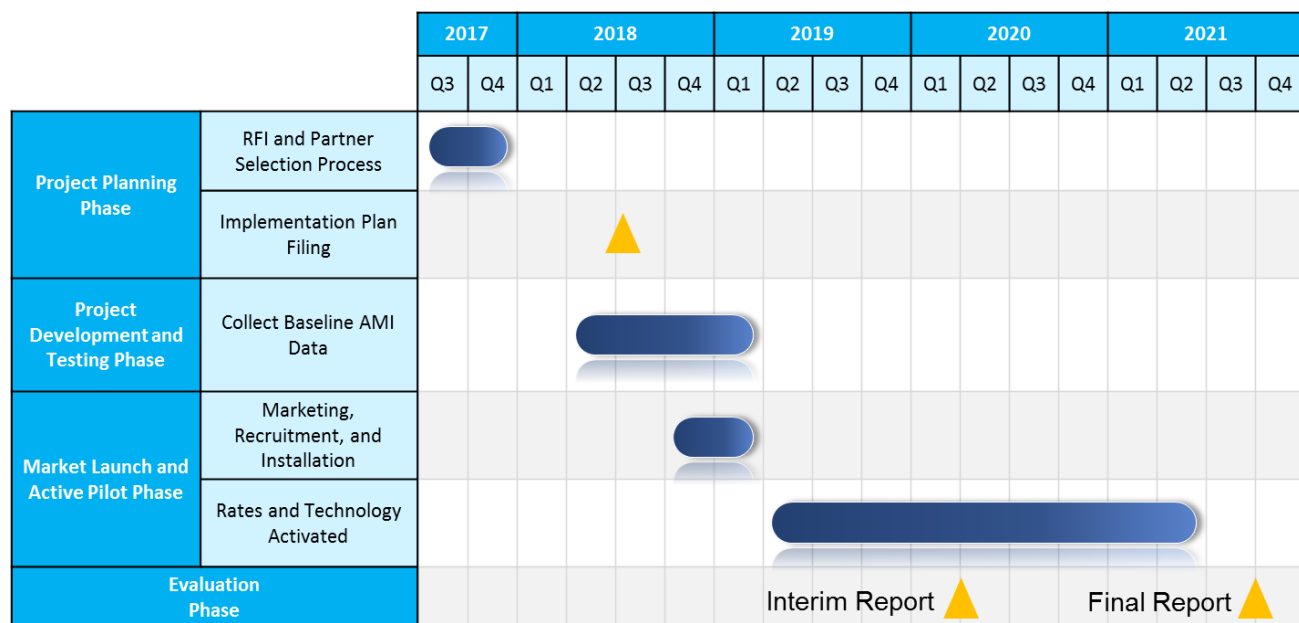 2017 2018 2019 2020 2021
Q3 Q4 Q1 Q2 Q3 Q4 Q1 Q2 Q3 Q4 Q1 Q2 Q3 Q4 Q1 Q2 Q3 Q4
Project Planning
Phase
RFI and Partner
Selection Process
Implementation Plan
Filing
Project
Development and
Testing Phase
Collect Baseline AMI
Data
Market Launch and
Active Pilot Phase
Marketing,
Recruitment, and
Installation
Rates and Technology
Activated
Evaluation
Phase
Interim Report
Final Report